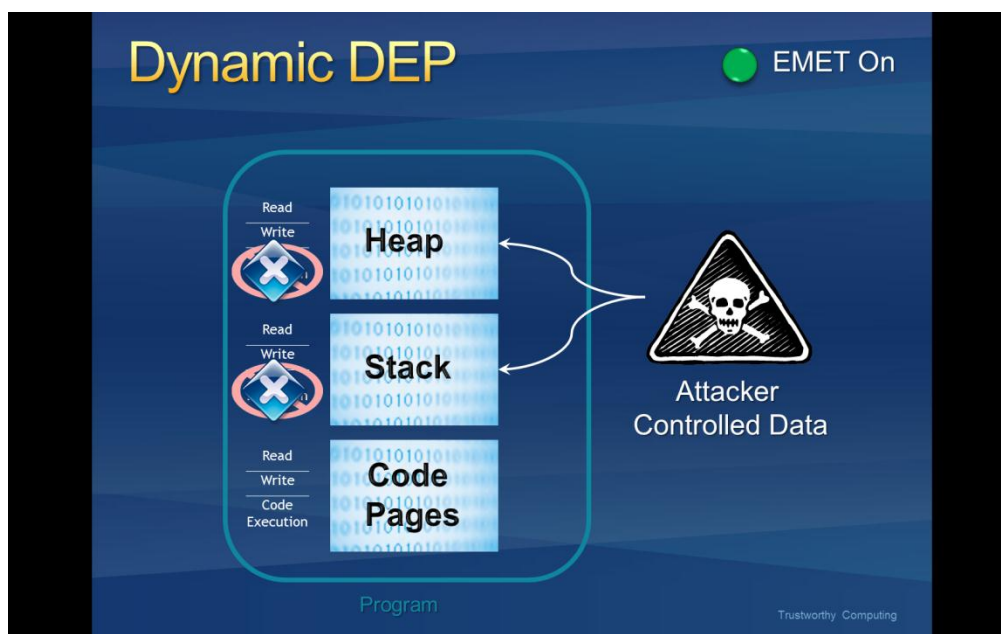 Dynamic DEP
EMET On
Read
Write
Heap
Read
Write
Stack
Read
Write
Code
Execution
Code
Pages
Attacker
Controlled Data
Program
Trustworthy Computing